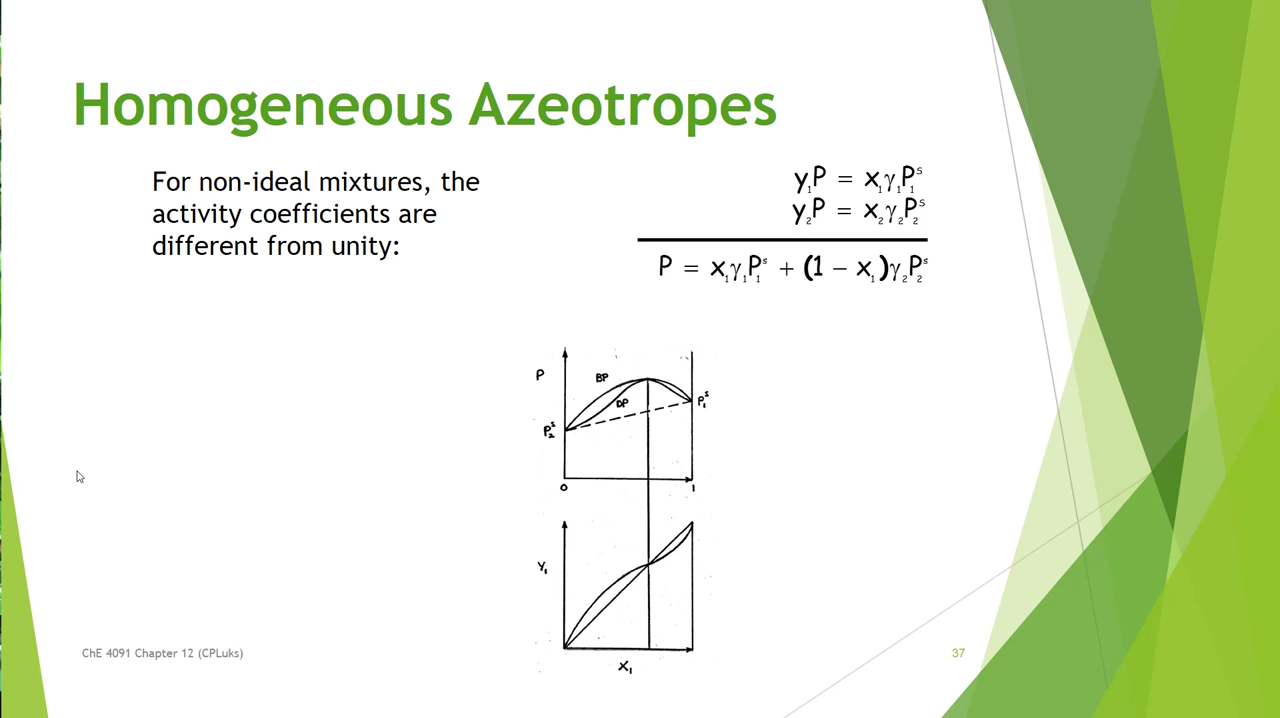 Homogeneous Azeotropes
For non-ideal mixtures, the
activity coefficients are
different from unity:
y₁P = x₁γ₁P₁ˢ
y₂P = x₂γ₂P₂ˢ
P = x₁γ₁P₁ˢ + (1 − x₁)γ₂P₂ˢ
P
BP
DP
P₁ˢ
P₂ˢ
0
1
Y₁
X₁
ChE 4091 Chapter 12 (CPLuks)
37